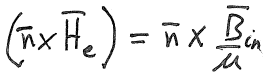 (n̄ × H̄ₑ) = n̄ × B̄ᵢₙ/μ̄